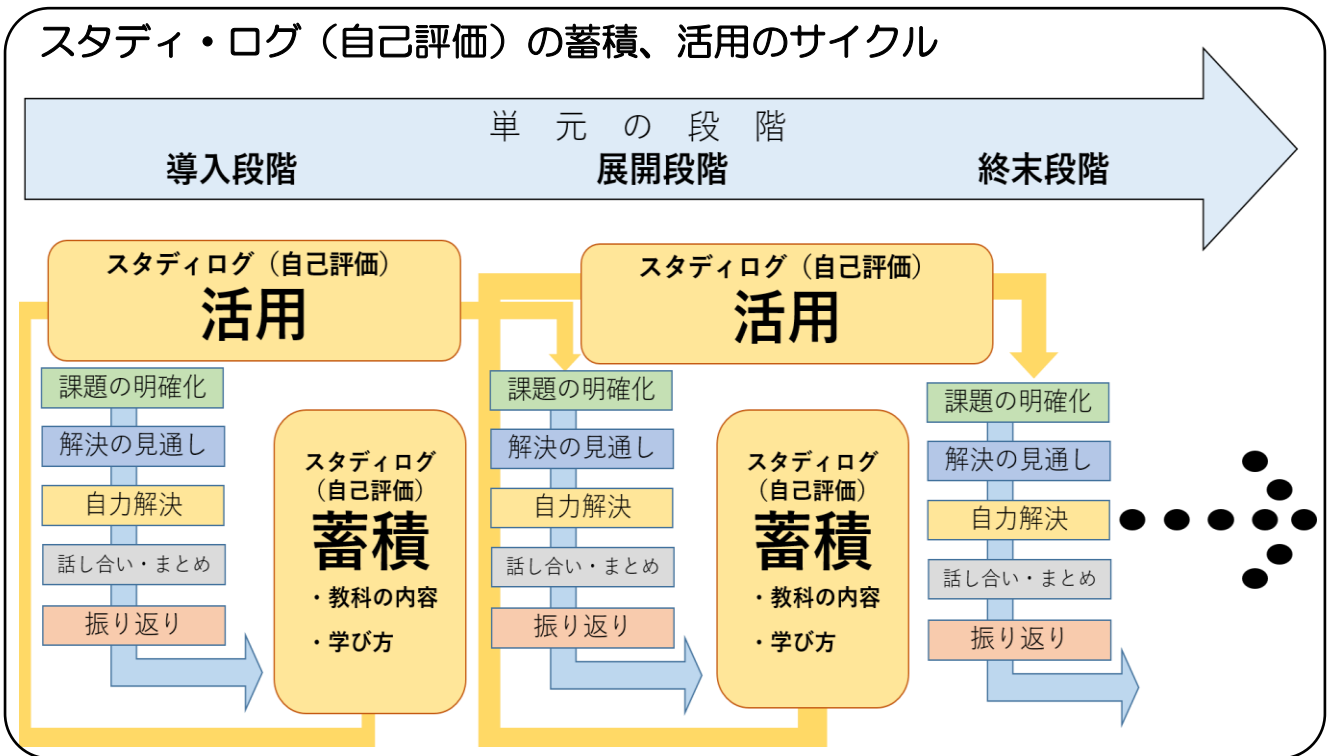 スタディ・ログ（自己評価）の蓄積、活用のサイクル
単元の段階
導入段階
展開段階
終末段階
スタディログ（自己評価）
活用
課題の明確化
解決の見通し
自力解決
話し合い・まとめ
振り返り
スタディログ
（自己評価）
蓄積
・教科の内容
・学び方
スタディログ（自己評価）
活用
課題の明確化
解決の見通し
自力解決
話し合い・まとめ
振り返り
スタディログ
（自己評価）
蓄積
・教科の内容
・学び方
課題の明確化
解決の見通し
自力解決
話し合い・まとめ
振り返り